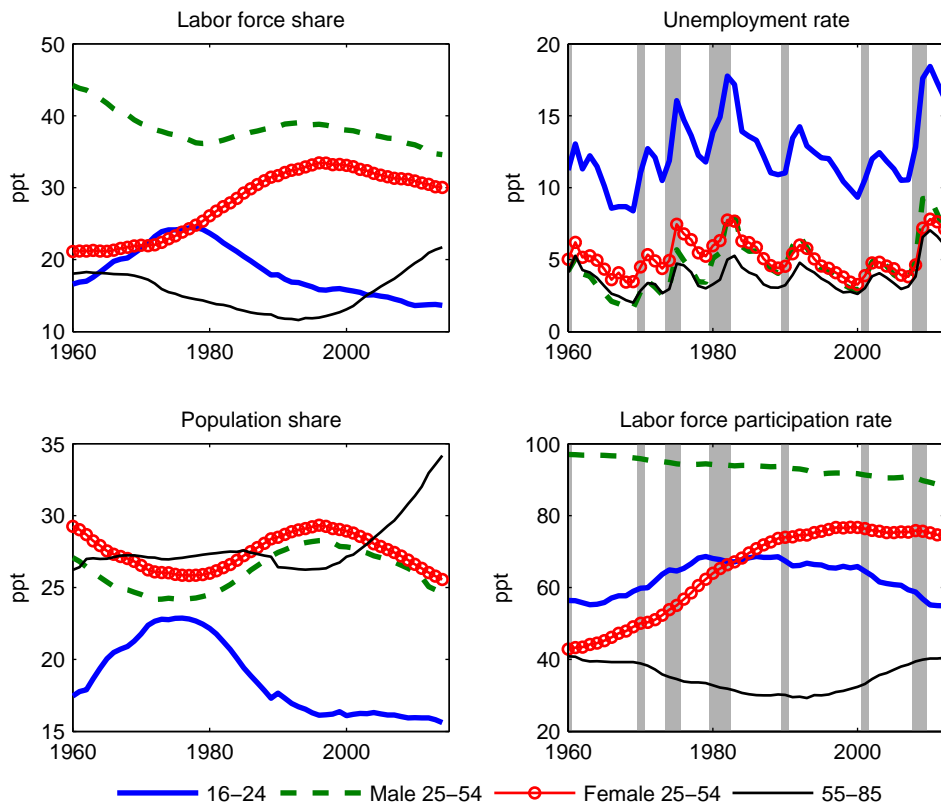 Labor force share
Unemployment rate
50
40
30
20
10
ppt
1960 1980 2000
20
15
10
5
0
ppt
1960 1980 2000
Population share
Labor force participation rate
35
30
25
20
15
ppt
1960 1980 2000
100
80
60
40
20
ppt
1960 1980 2000
16−24 Male 25−54 Female 25−54 55−85